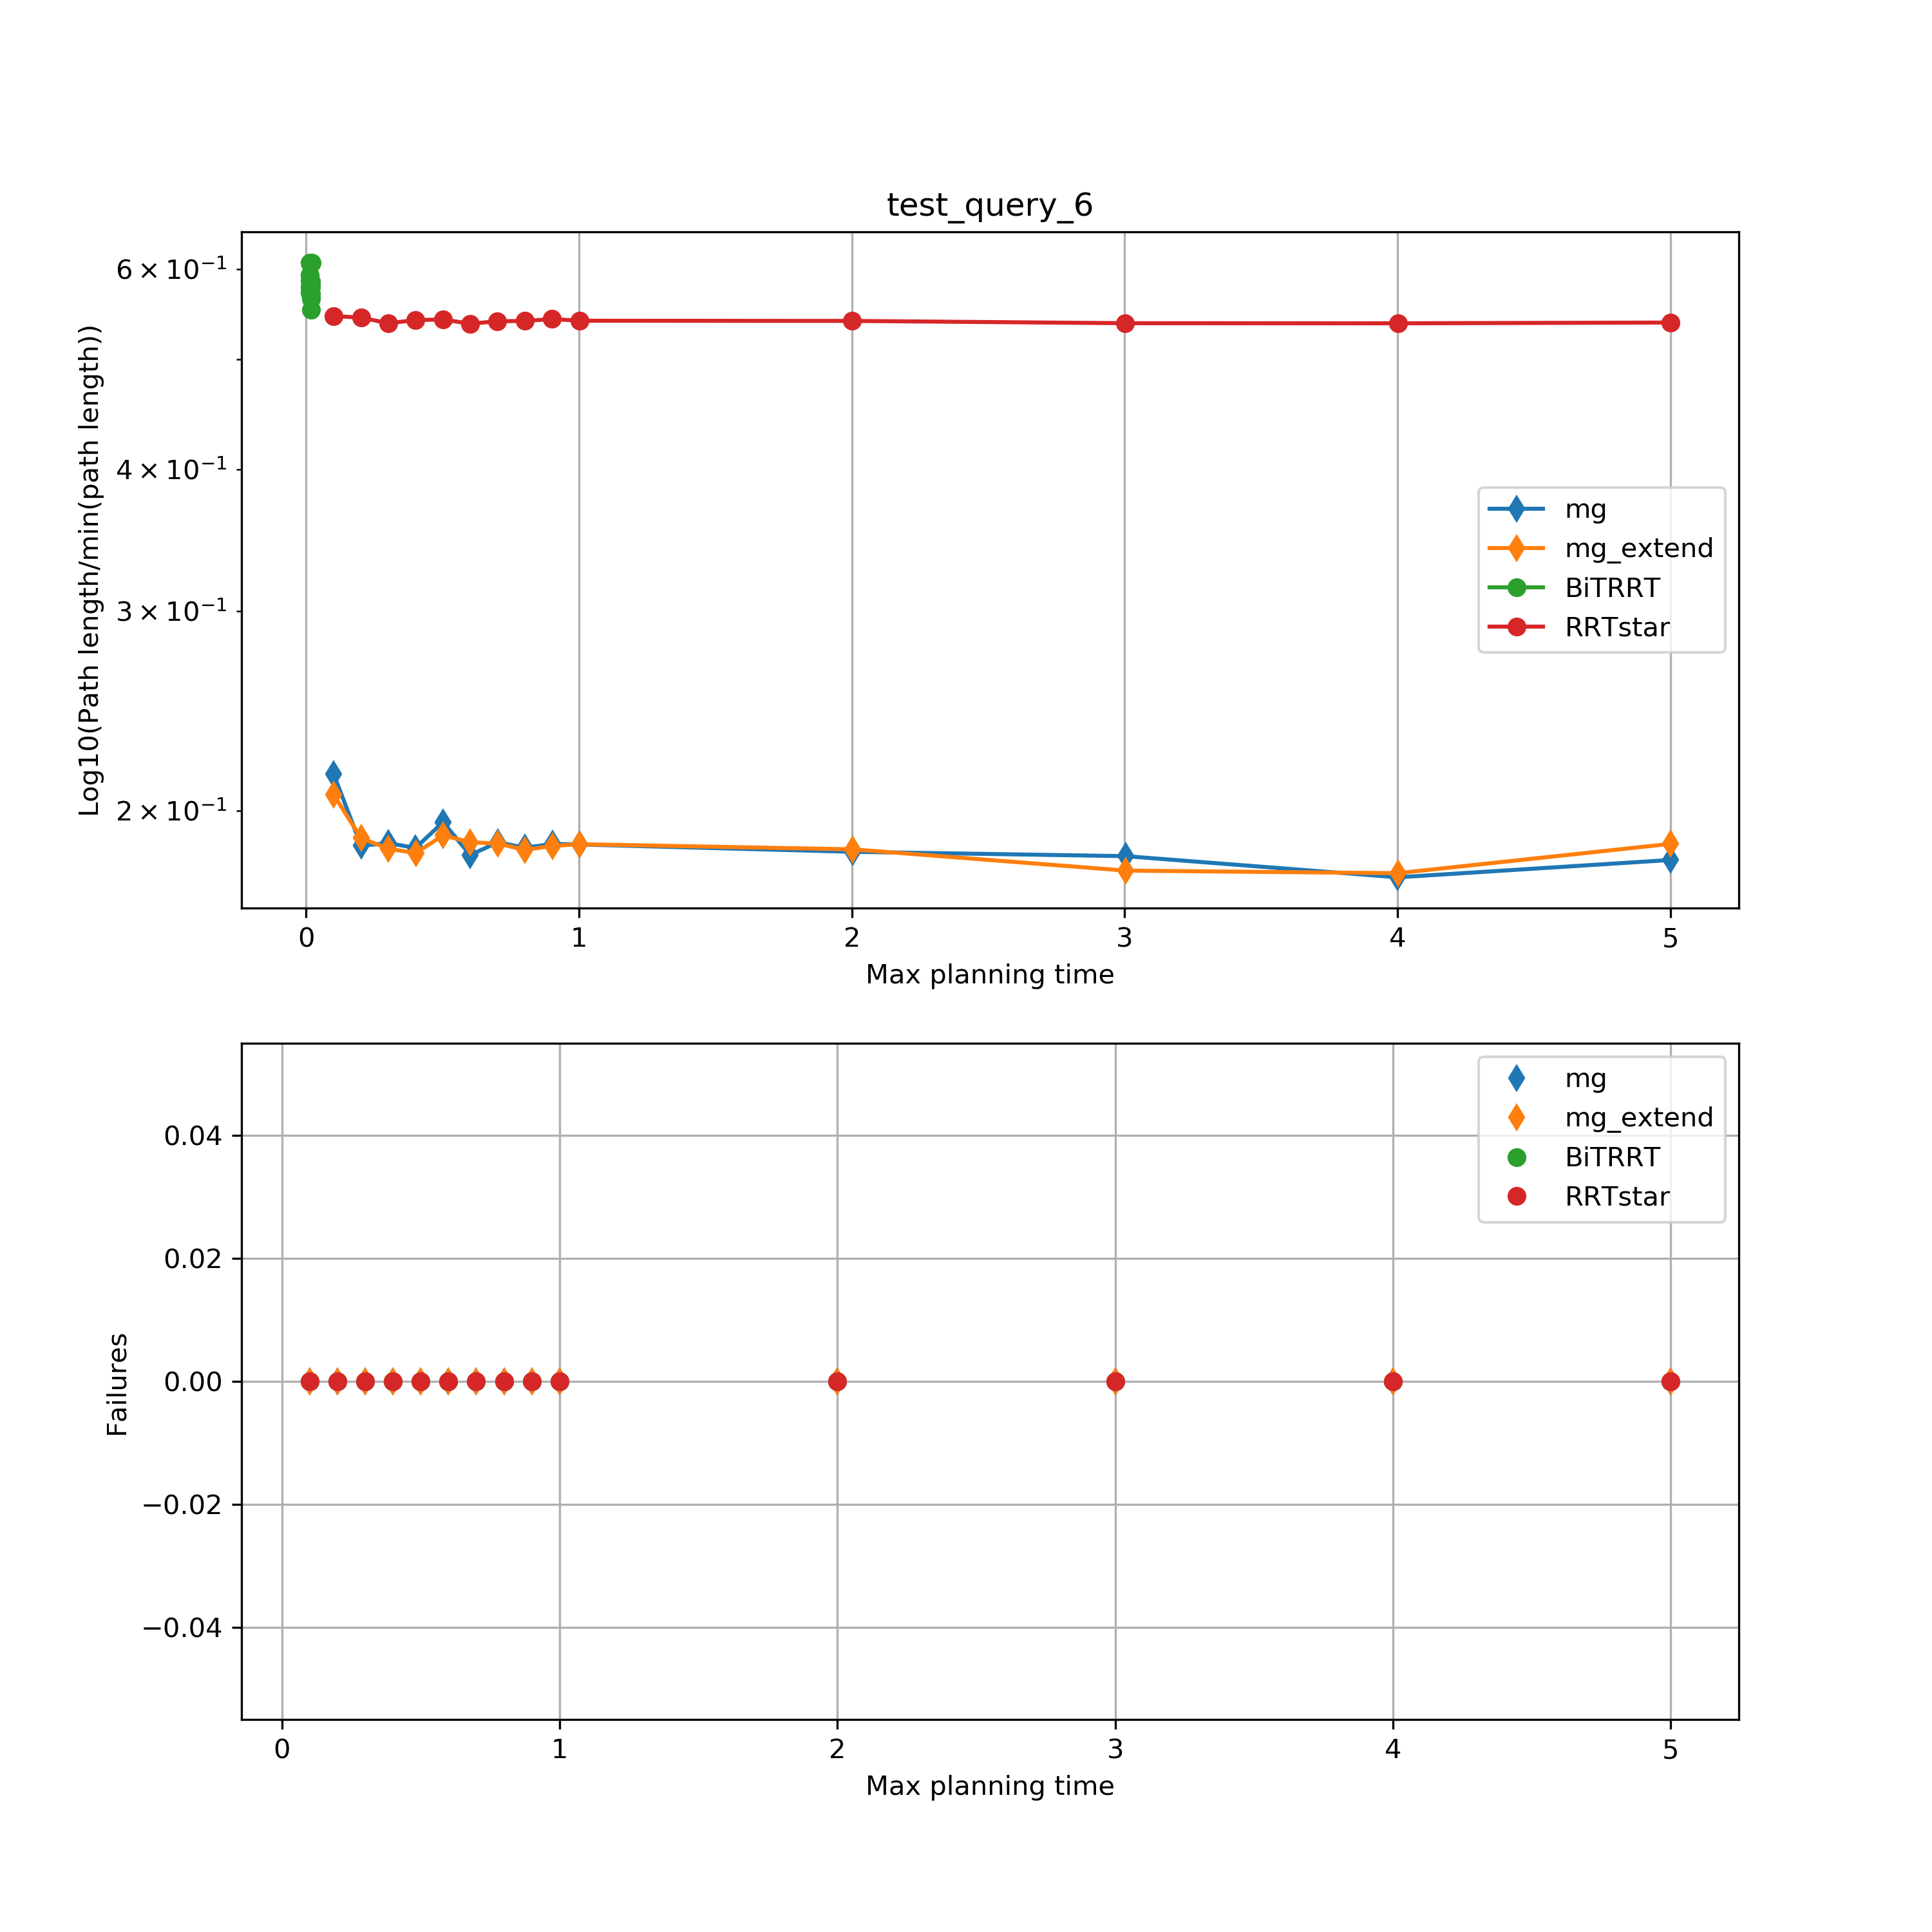 test_query_6
Log10(Path length/min(path length))
6 × 10⁻¹
4 × 10⁻¹
3 × 10⁻¹
2 × 10⁻¹
mg
mg_extend
BiTRRT
RRTstar
0 1 2 3 4 5
Max planning time
Failures
0.04
0.02
0.00
−0.02
−0.04
mg
mg_extend
BiTRRT
RRTstar
0 1 2 3 4 5
Max planning time